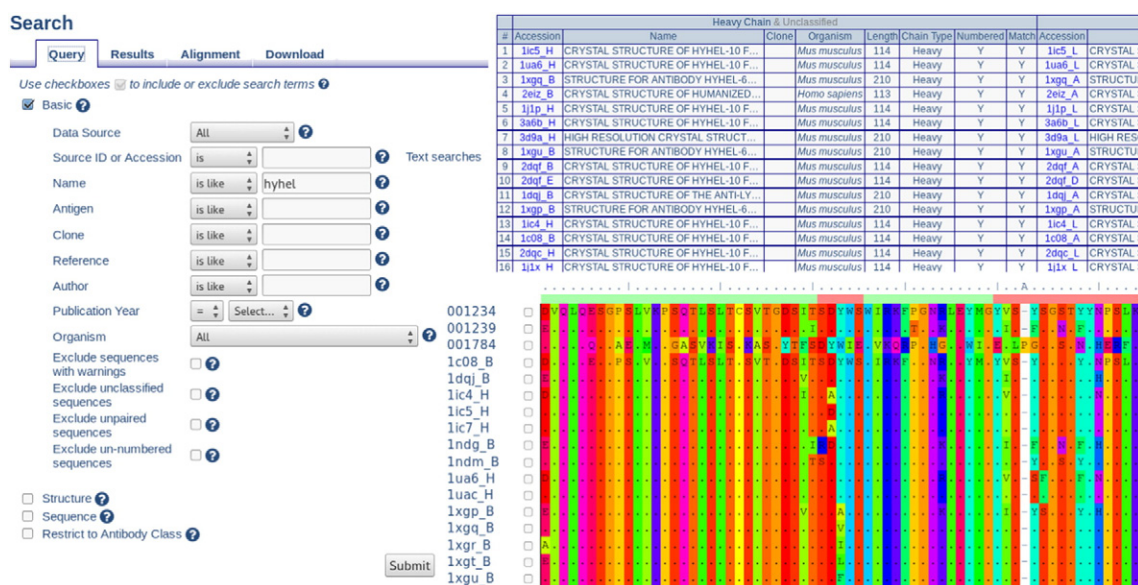 Search
Query Results Alignment Download
Use checkboxes to include or exclude search terms ?
Basic ?
Data Source All ?
Source ID or Accession is ? Text searches
Name is like hyhel ?
Antigen is like ?
Clone is like ?
Reference is like ?
Author is like ?
Publication Year = Select... ?
Organism All ?
Exclude sequences
with warnings ?
Exclude unclassified
sequences ?
Exclude unpaired
sequences ?
Exclude un-numbered
sequences ?
Structure ?
Sequence ?
Restrict to Antibody Class ?
Submit
Heavy Chain & Unclassified
# Accession Name Clone Organism Length Chain Type Numbered Match Accession
1 1ic5_H CRYSTAL STRUCTURE OF HYHEL-10 F... Mus musculus 114 Heavy Y Y 1ic5_L CRYSTAL
2 1ua6_H CRYSTAL STRUCTURE OF HYHEL-10 F... Mus musculus 114 Heavy Y Y 1ua6_L CRYSTAL
3 1xgq_B STRUCTURE FOR ANTIBODY HYHEL-6... Mus musculus 210 Heavy Y Y 1xgq_A STRUCTU
4 2eiz_B CRYSTAL STRUCTURE OF HUMANIZED... Homo sapiens 113 Heavy Y Y 2eiz_A CRYSTAL
5 1j1p_H CRYSTAL STRUCTURE OF HYHEL-10 F... Mus musculus 114 Heavy Y Y 1j1p_L CRYSTAL
6 3a6b_H CRYSTAL STRUCTURE OF HYHEL-10 F... Mus musculus 114 Heavy Y Y 3a6b_L CRYSTAL
7 3d9a_H HIGH RESOLUTION CRYSTAL STRUCT... Mus musculus 210 Heavy Y Y 3d9a_L HIGH RES
8 1xgu_B STRUCTURE FOR ANTIBODY HYHEL-6... Mus musculus 210 Heavy Y Y 1xgu_A STRUCTU
9 2dqf_B CRYSTAL STRUCTURE OF HYHEL-10 F... Mus musculus 114 Heavy Y Y 2dqf_A CRYSTAL
10 2dqf_E CRYSTAL STRUCTURE OF HYHEL-10 F... Mus musculus 114 Heavy Y Y 2dqf_D CRYSTAL
11 1dqj_B CRYSTAL STRUCTURE OF THE ANTI-LY... Mus musculus 210 Heavy Y Y 1dqj_A CRYSTAL
12 1xgp_B STRUCTURE FOR ANTIBODY HYHEL-6... Mus musculus 210 Heavy Y Y 1xgp_A STRUCTU
13 1ic4_H CRYSTAL STRUCTURE OF HYHEL-10 F... Mus musculus 114 Heavy Y Y 1ic4_L CRYSTAL
14 1c08_B CRYSTAL STRUCTURE OF HYHEL-10 F... Mus musculus 114 Heavy Y Y 1c08_A CRYSTAL
15 2dqc_H CRYSTAL STRUCTURE OF HYHEL-10 F... Mus musculus 114 Heavy Y Y 2dqc_L CRYSTAL
16 1j1x_H CRYSTAL STRUCTURE OF HYHEL-10 F... Mus musculus 114 Heavy Y Y 1j1x_L CRYSTAL
A
001234
001239
001784
1c08_B
1dqj_B
1ic4_H
1ic5_H
1ic7_H
1ndg_B
1ndm_B
1ua6_H
1uac_H
1xgp_B
1xgq_B
1xgr_B
1xgt_B
1xgu_B